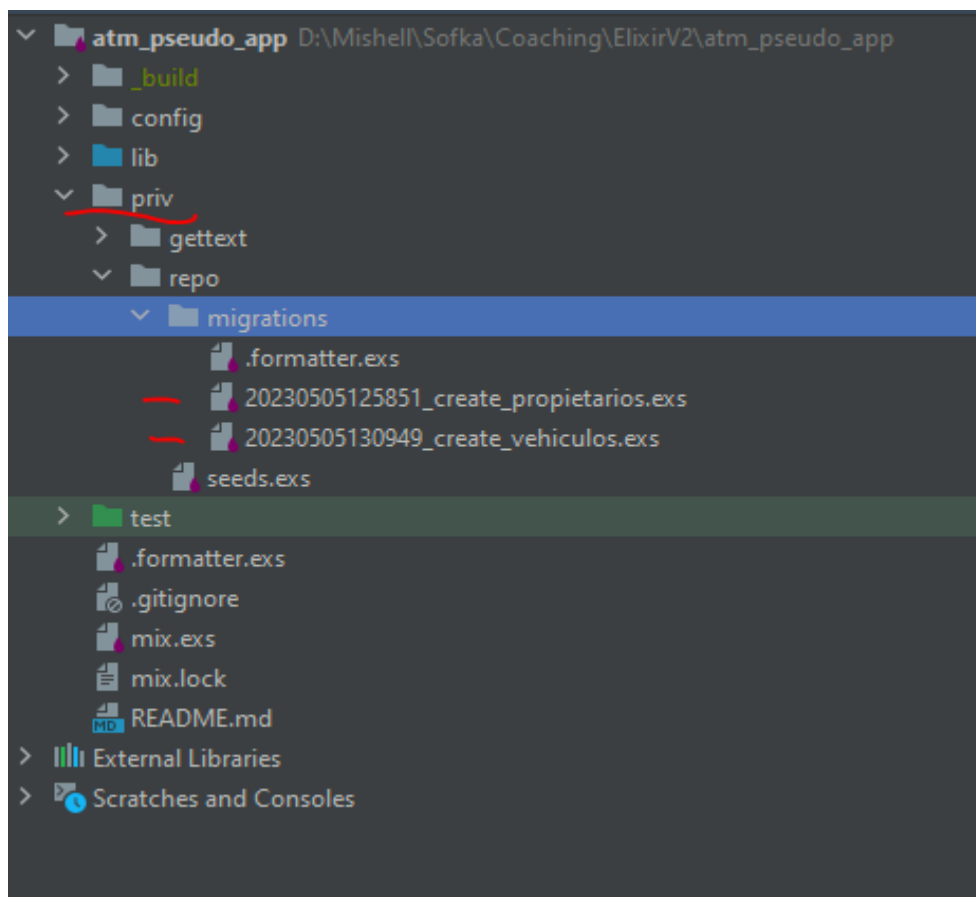 atm_pseudo_app D:\Mishell\Sofka\Coaching\ElixirV2\atm_pseudo_app
_build
config
lib
priv
gettext
repo
migrations
.formatter.exs
20230505125851_create_propietarios.exs
20230505130949_create_vehiculos.exs
seeds.exs
test
.formatter.exs
.gitignore
mix.exs
mix.lock
MD README.md
External Libraries
Scratches and Consoles